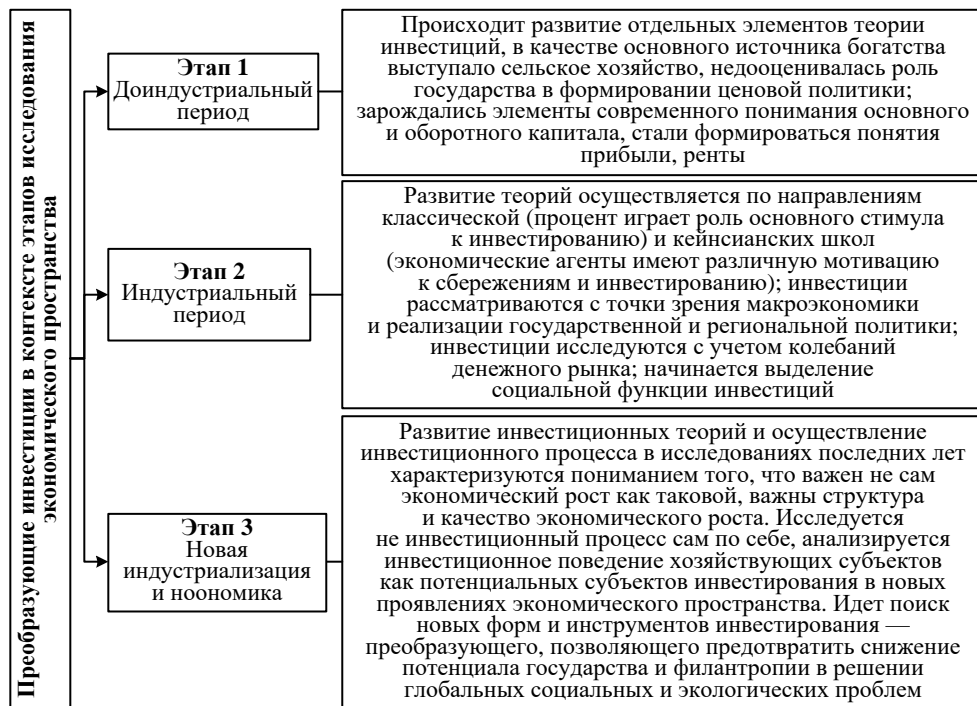 Преобразующие инвестиции в контексте этапов исследования
экономического пространства
Этап 1
Доиндустриальный
период
Происходит развитие отдельных элементов теории
инвестиций, в качестве основного источника богатства
выступало сельское хозяйство, недооценивалась роль
государства в формировании ценовой политики;
зарождались элементы современного понимания основного
и оборотного капитала, стали формироваться понятия
прибыли, ренты
Этап 2
Индустриальный
период
Развитие теорий осуществляется по направлениям
классической (процент играет роль основного стимула
к инвестированию) и кейнсианских школ
(экономические агенты имеют различную мотивацию
к сбережениям и инвестированию); инвестиции
рассматриваются с точки зрения макроэкономики
и реализации государственной и региональной политики;
инвестиции исследуются с учетом колебаний
денежного рынка; начинается выделение
социальной функции инвестиций
Этап 3
Новая
индустриализация
и ноономика
Развитие инвестиционных теорий и осуществление
инвестиционного процесса в исследованиях последних лет
характеризуются пониманием того, что важен не сам
экономический рост как таковой, важны структура
и качество экономического роста. Исследуется
не инвестиционный процесс сам по себе, анализируется
инвестиционное поведение хозяйствующих субъектов
как потенциальных субъектов инвестирования в новых
проявлениях экономического пространства. Идет поиск
новых форм и инструментов инвестирования —
преобразующего, позволяющего предотвратить снижение
потенциала государства и филантропии в решении
глобальных социальных и экологических проблем